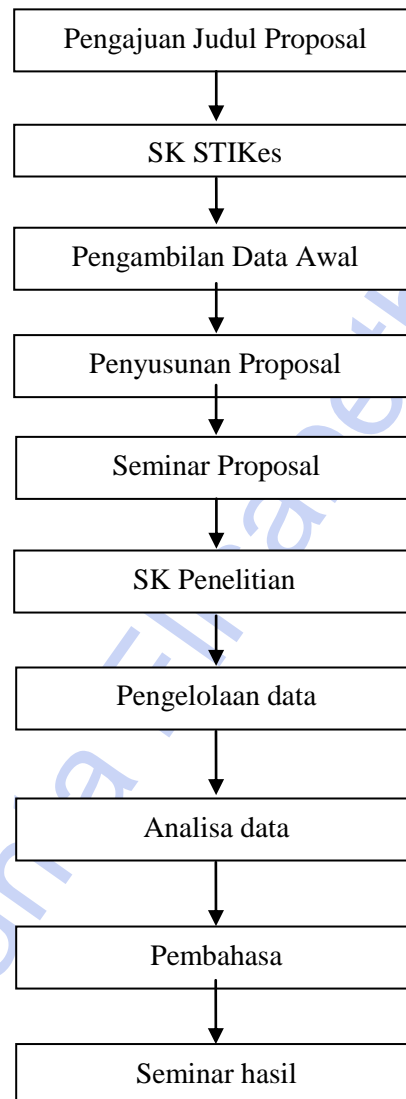 Pengajuan Judul Proposal
SK STIKes
Pengambilan Data Awal
Penyusunan Proposal
Seminar Proposal
SK Penelitian
Pengelolaan data
Analisa data
Pembahasa
Seminar hasil